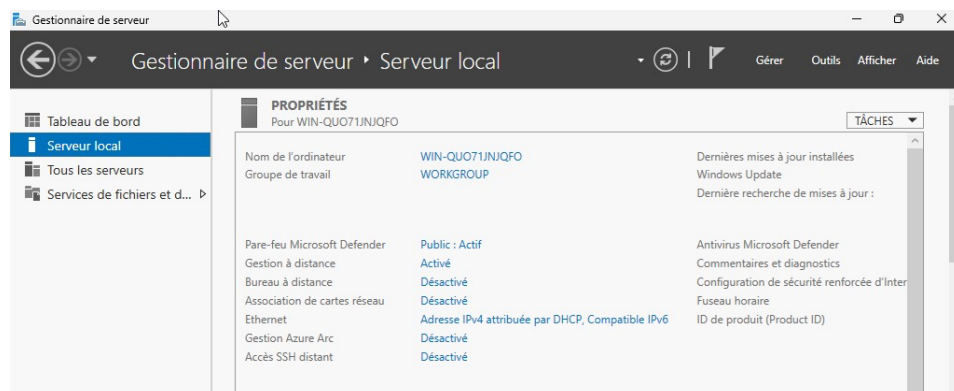 Gestionnaire de serveur
Gestionnaire de serveur ‣ Serveur local
Gérer Outils Afficher Aide
Tableau de bord
Serveur local
Tous les serveurs
Services de fichiers et d...
PROPRIÉTÉS
Pour WIN-QUO71JNJQFO
TÂCHES
Nom de l'ordinateur WIN-QUO71JNJQFO Dernières mises à jour installées
Groupe de travail WORKGROUP Windows Update
Dernière recherche de mises à jour :
Pare-feu Microsoft Defender Public : Actif Antivirus Microsoft Defender
Gestion à distance Activé Commentaires et diagnostics
Bureau à distance Désactivé Configuration de sécurité renforcée d'Inter
Association de cartes réseau Désactivé Fuseau horaire
Ethernet Adresse IPv4 attribuée par DHCP, Compatible IPv6 ID de produit (Product ID)
Gestion Azure Arc Désactivé
Accès SSH distant Désactivé